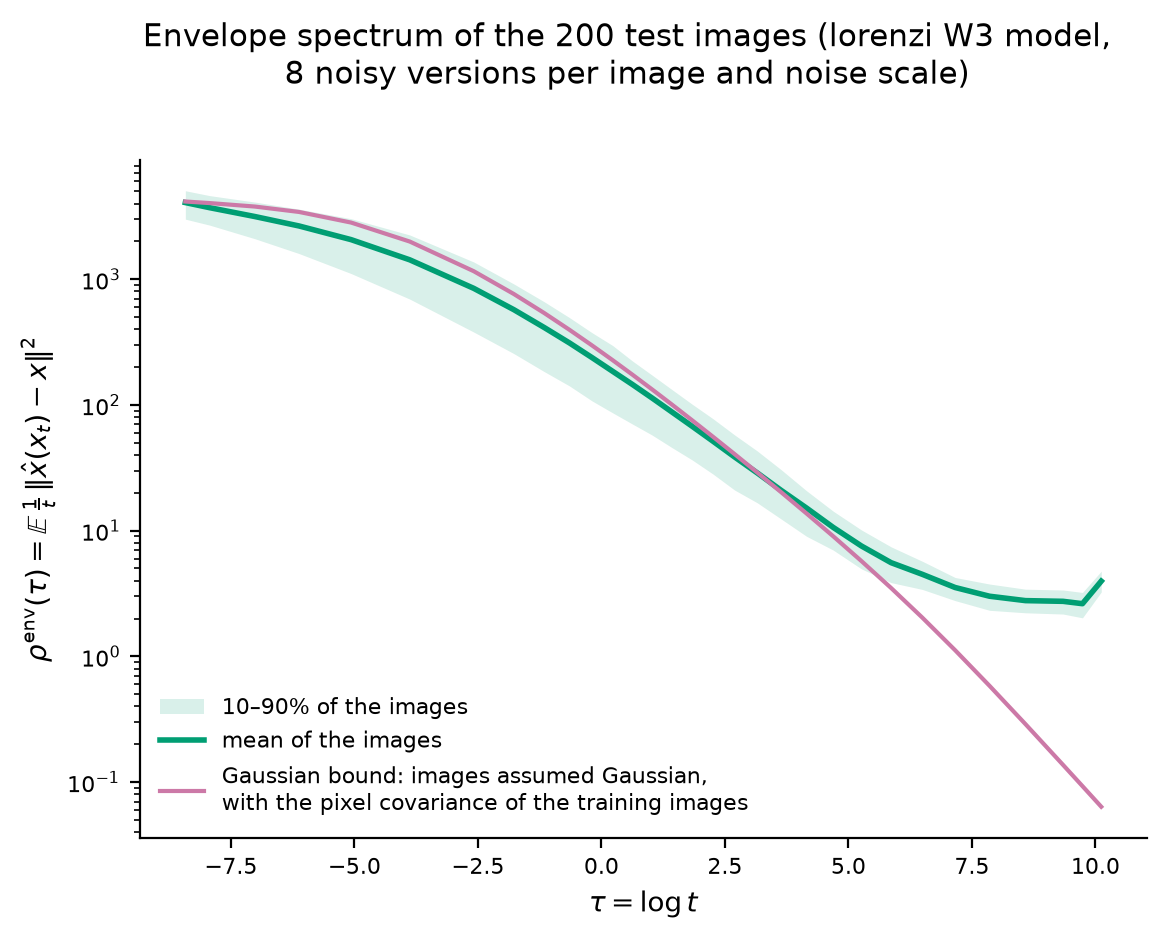 Envelope spectrum of the 200 test images (lorenzi W3 model,
8 noisy versions per image and noise scale)
ρ^env(τ) = 𝔼 1/t ‖x̂(x_t) − x‖²
10³
10²
10¹
10⁰
10⁻¹
10–90% of the images
mean of the images
Gaussian bound: images assumed Gaussian,
with the pixel covariance of the training images
−7.5 −5.0 −2.5 0.0 2.5 5.0 7.5 10.0
τ = log t